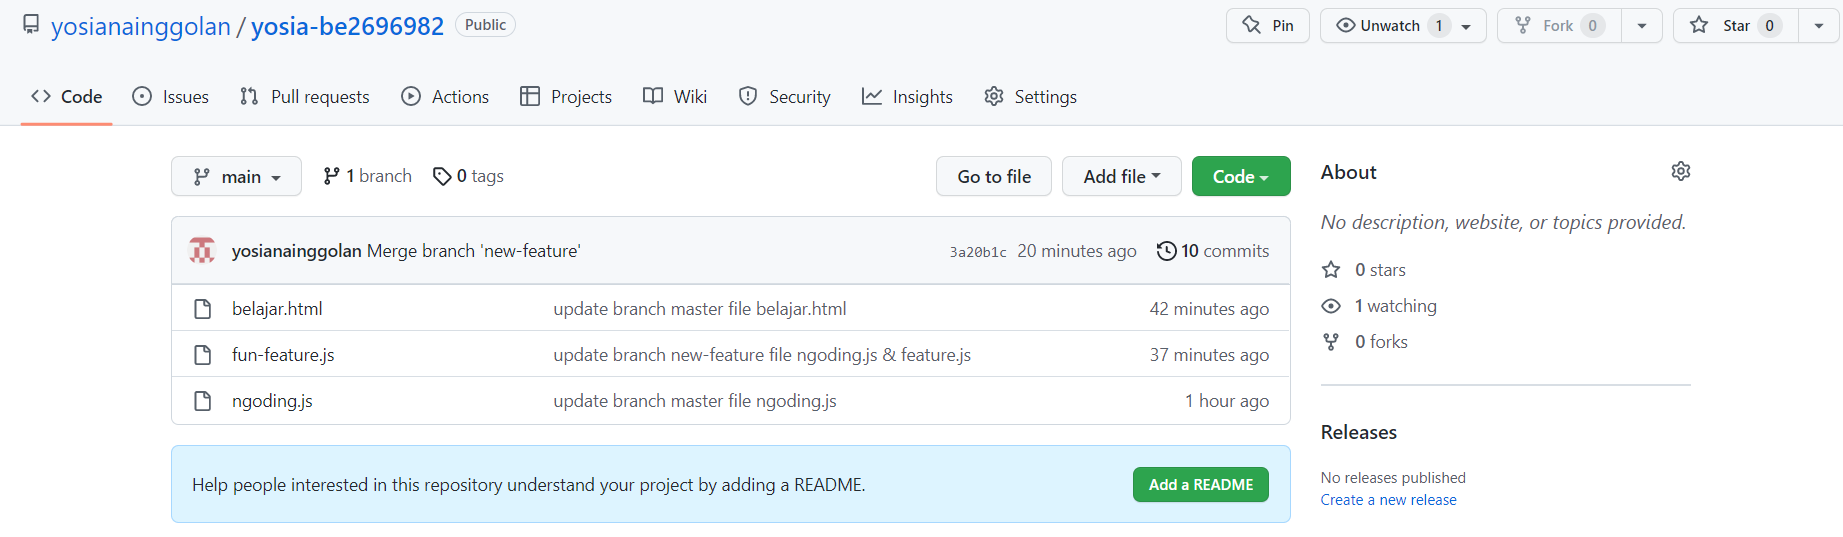 yosianainggolan / yosia-be2696982 Public Pin Unwatch 1 Fork 0 Star 0
Code Issues Pull requests Actions Projects Wiki Security Insights Settings
main 1 branch 0 tags Go to file Add file Code
yosianainggolan Merge branch 'new-feature' 3a20b1c 20 minutes ago 10 commits
belajar.html update branch master file belajar.html 42 minutes ago
fun-feature.js update branch new-feature file ngoding.js & feature.js 37 minutes ago
ngoding.js update branch master file ngoding.js 1 hour ago
Help people interested in this repository understand your project by adding a README. Add a README
About
No description, website, or topics provided.
0 stars
1 watching
0 forks
Releases
No releases published
Create a new release